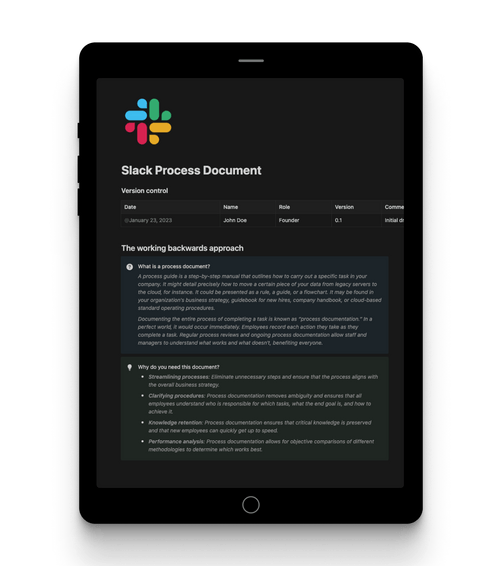 Slack Process Document
Version control
Date Name Role Version Comme
January 23, 2023 John Doe Founder 0.1 Initial dr
The working backwards approach
What is a process document?
A process guide is a step-by-step manual that outlines how to carry out a specific task in your
company. It might detail precisely how to move a certain piece of your data from legacy servers to
the cloud, for instance. It could be presented as a rule, a guide, or a flowchart. It may be found in
your organization's business strategy, guidebook for new hires, company handbook, or cloud-based
standard operating procedures.
Documenting the entire process of completing a task is known as "process documentation." In a
perfect world, it would occur immediately. Employees record each action they take as they
complete a task. Regular process reviews and ongoing process documentation allow staff and
managers to understand what works and what doesn't, benefiting everyone.
Why do you need this document?
• Streamlining processes: Eliminate unnecessary steps and ensure that the process aligns with
the overall business strategy.
• Clarifying procedures: Process documentation removes ambiguity and ensures that all
employees understand who is responsible for which tasks, what the end goal is, and how to
achieve it.
• Knowledge retention: Process documentation ensures that critical knowledge is preserved
and that new employees can quickly get up to speed.
• Performance analysis: Process documentation allows for objective comparisons of different
methodologies to determine which works best.